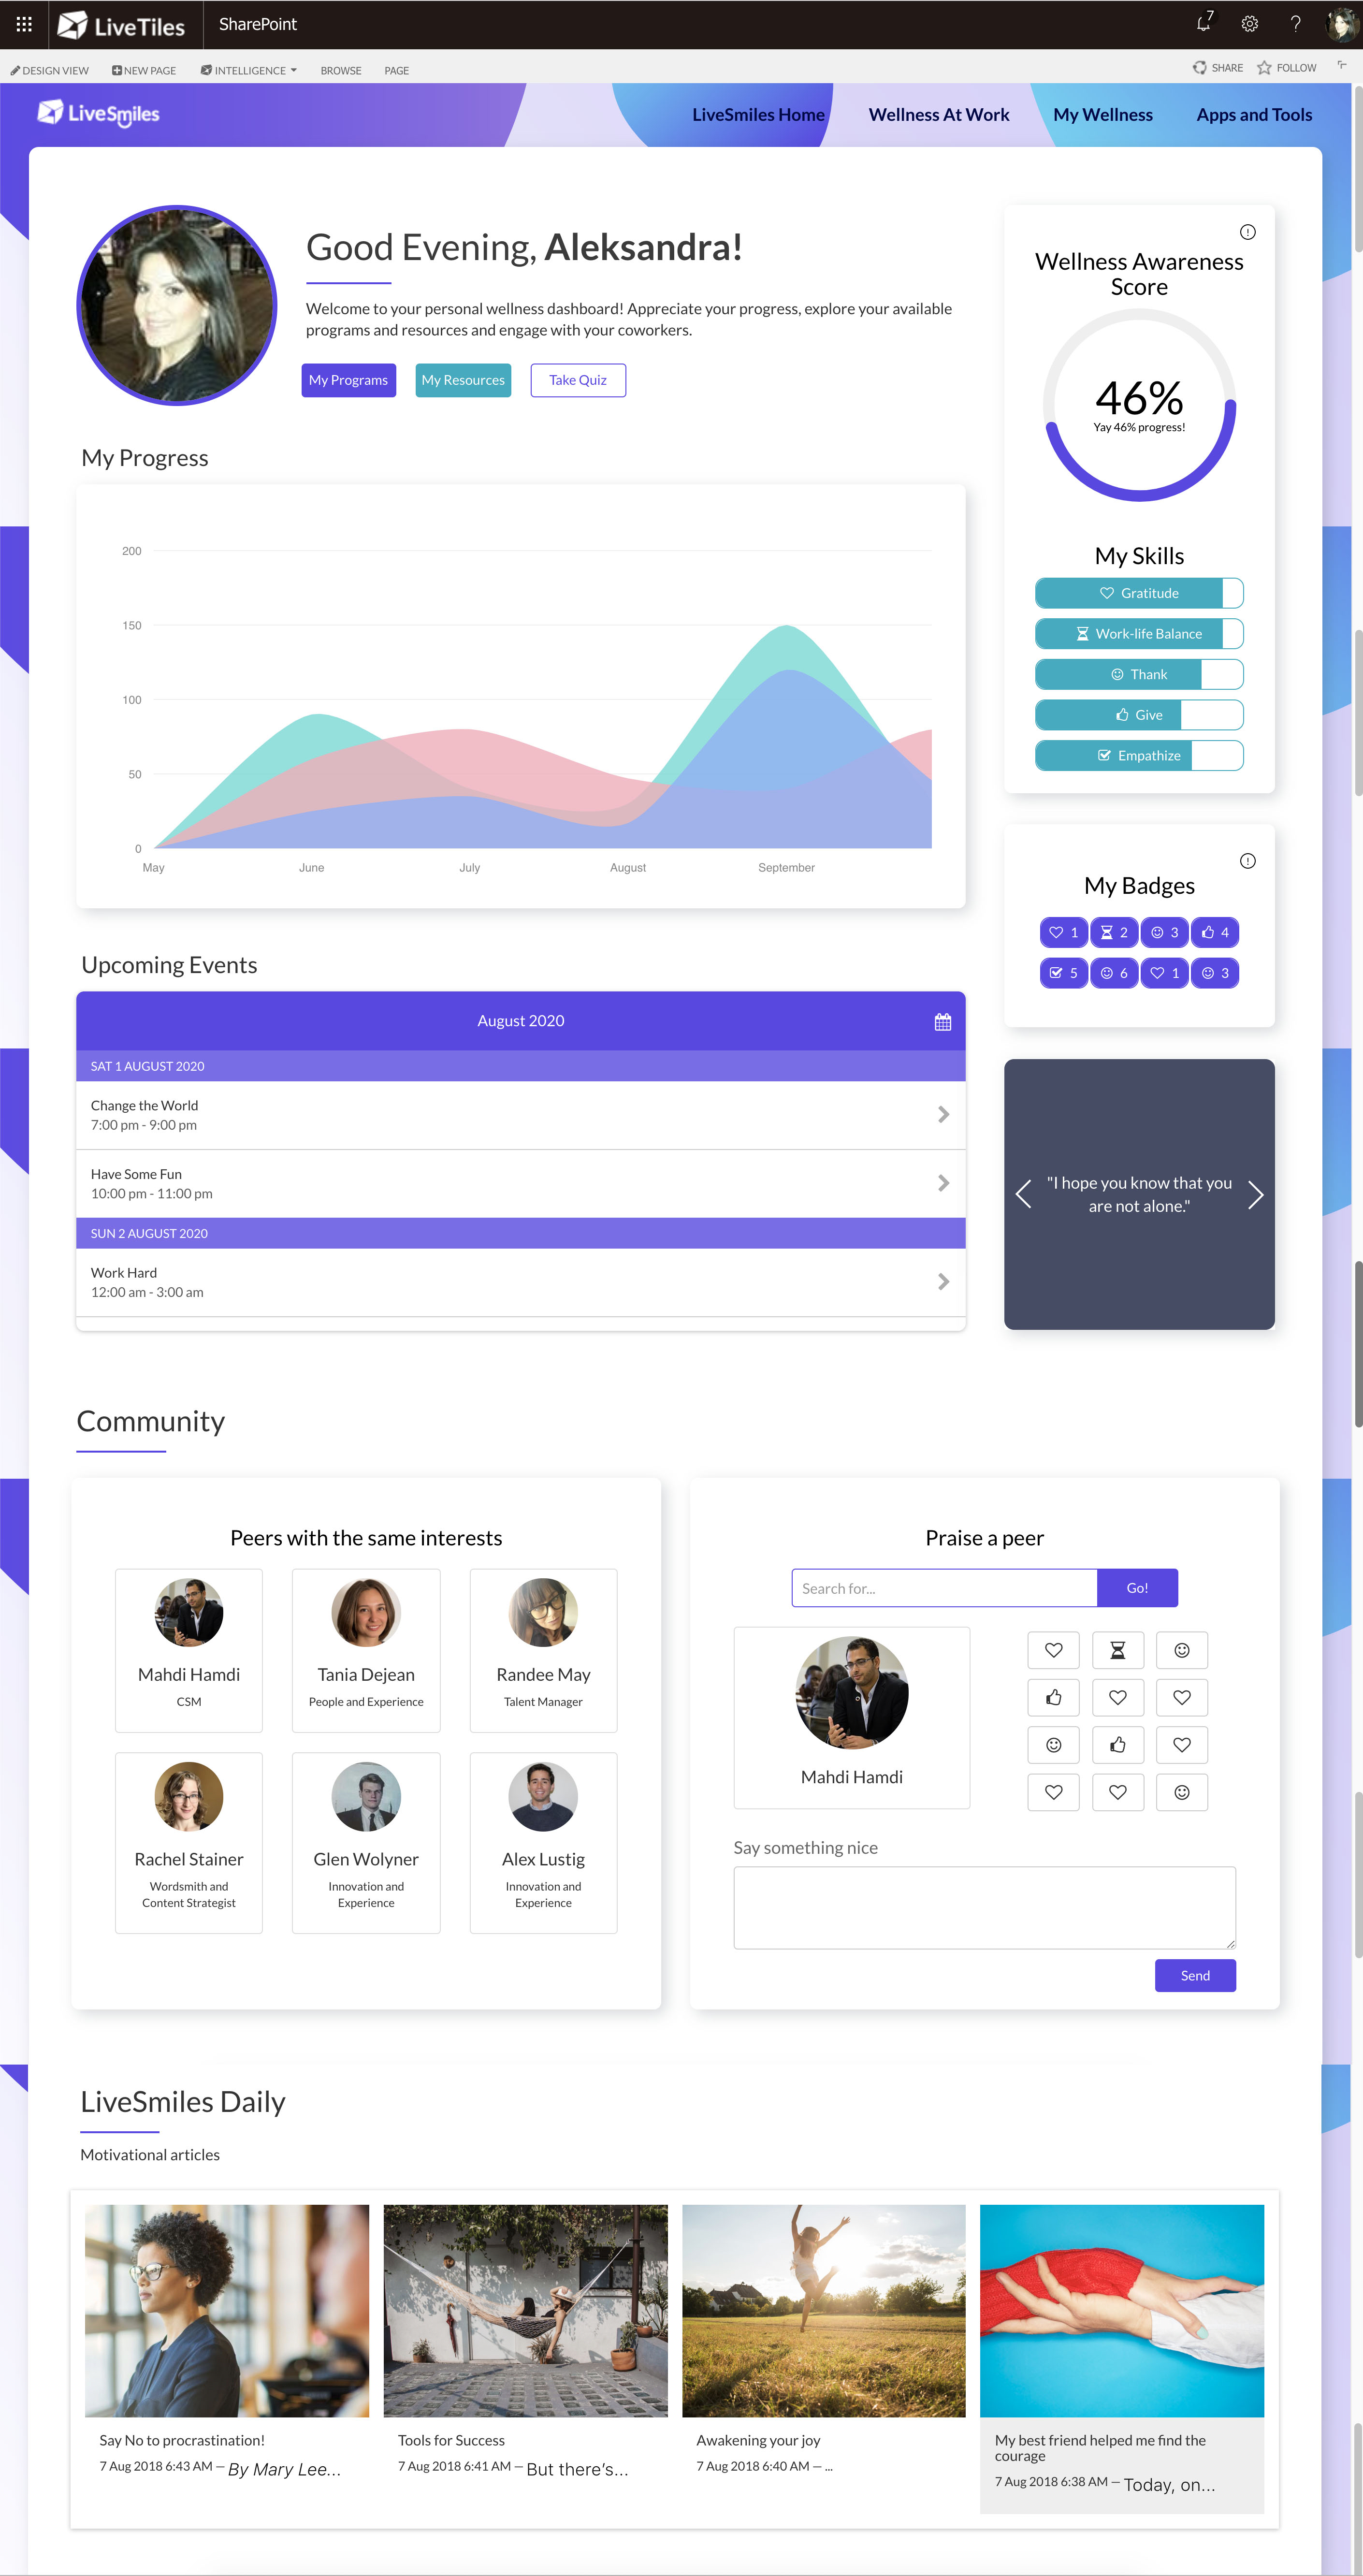 LiveTiles
SharePoint
7
DESIGN VIEW
NEW PAGE
INTELLIGENCE
BROWSE
PAGE
SHARE
FOLLOW
LiveSmiles
LiveSmiles Home
Wellness At Work
My Wellness
Apps and Tools
Good Evening, Aleksandra!
Welcome to your personal wellness dashboard! Appreciate your progress, explore your available
programs and resources and engage with your coworkers.
My Programs
My Resources
Take Quiz
Wellness Awareness
Score
46%
Yay 46% progress!
My Skills
Gratitude
Work-life Balance
Thank
Give
Empathize
My Progress
200
150
100
50
0
May
June
July
August
September
My Badges
1
2
3
4
5
6
1
3
Upcoming Events
August 2020
SAT 1 AUGUST 2020
Change the World
7:00 pm - 9:00 pm
Have Some Fun
10:00 pm - 11:00 pm
SUN 2 AUGUST 2020
Work Hard
12:00 am - 3:00 am
"I hope you know that you
are not alone."
Community
Peers with the same interests
Mahdi Hamdi
CSM
Tania Dejean
People and Experience
Randee May
Talent Manager
Rachel Stainer
Wordsmith and
Content Strategist
Glen Wolyner
Innovation and
Experience
Alex Lustig
Innovation and
Experience
Praise a peer
Search for...
Go!
Mahdi Hamdi
Say something nice
Send
LiveSmiles Daily
Motivational articles
Say No to procrastination!
7 Aug 2018 6:43 AM — By Mary Lee...
Tools for Success
7 Aug 2018 6:41 AM — But there's...
Awakening your joy
7 Aug 2018 6:40 AM — ...
My best friend helped me find the
courage
7 Aug 2018 6:38 AM — Today, on...